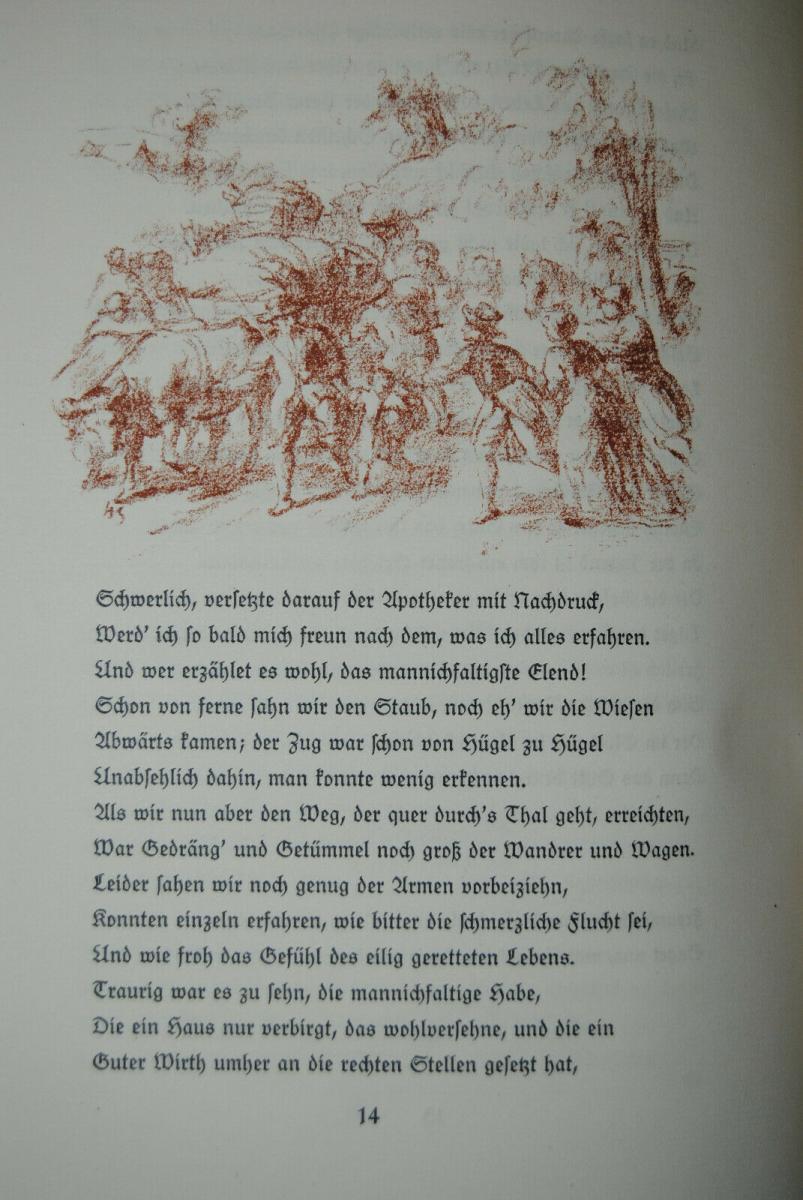 Schwerlich, versetzte darauf der Apotheker mit Nachdruck,
Werd' ich so bald mich freun nach dem, was ich alles erfahren.
Und wer erzählet es wohl, das mannichfaltigste Elend!
Schon von ferne sahn wir den Staub, noch eh' wir die Wiesen
Abwärts kamen; der Zug war schon von Hügel zu Hügel
Unabsehlich dahin, man konnte wenig erkennen.
Als wir nun aber den Weg, der quer durch's Thal geht, erreichten,
War Gedräng' und Getümmel noch groß der Wandrer und Wagen.
Leider sahen wir noch genug der Armen vorbeiziehn,
Konnten einzeln erfahren, wie bitter die schmerzliche Flucht sei,
Und wie froh das Gefühl des eilig geretteten Lebens.
Traurig war es zu sehn, die mannichfaltige Habe,
Die ein Haus nur verbirgt, das wohlversehne, und die ein
Guter Wirth umher an die rechten Stellen gesetzt hat,
14